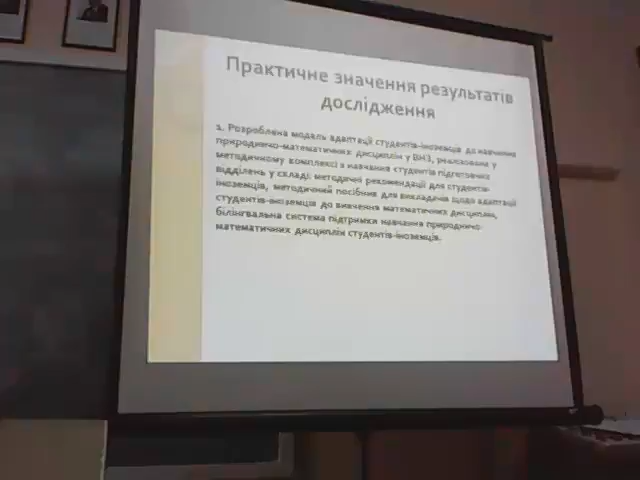 Практичне значення результатів
дослідження
1. Розроблена модель адаптації студентів-іноземців до навчання
природничо-математичних дисциплін у ВНЗ, реалізована у
методичному комплексі з навчання студентів підготовчих
відділень у складі: методичні рекомендації для студентів-
іноземців, методичний посібник для викладачів щодо адаптації
студентів-іноземців до вивчення математичних дисциплін,
білінгвальна система підтримки навчання природничо-
математичних дисциплін студентів-іноземців.